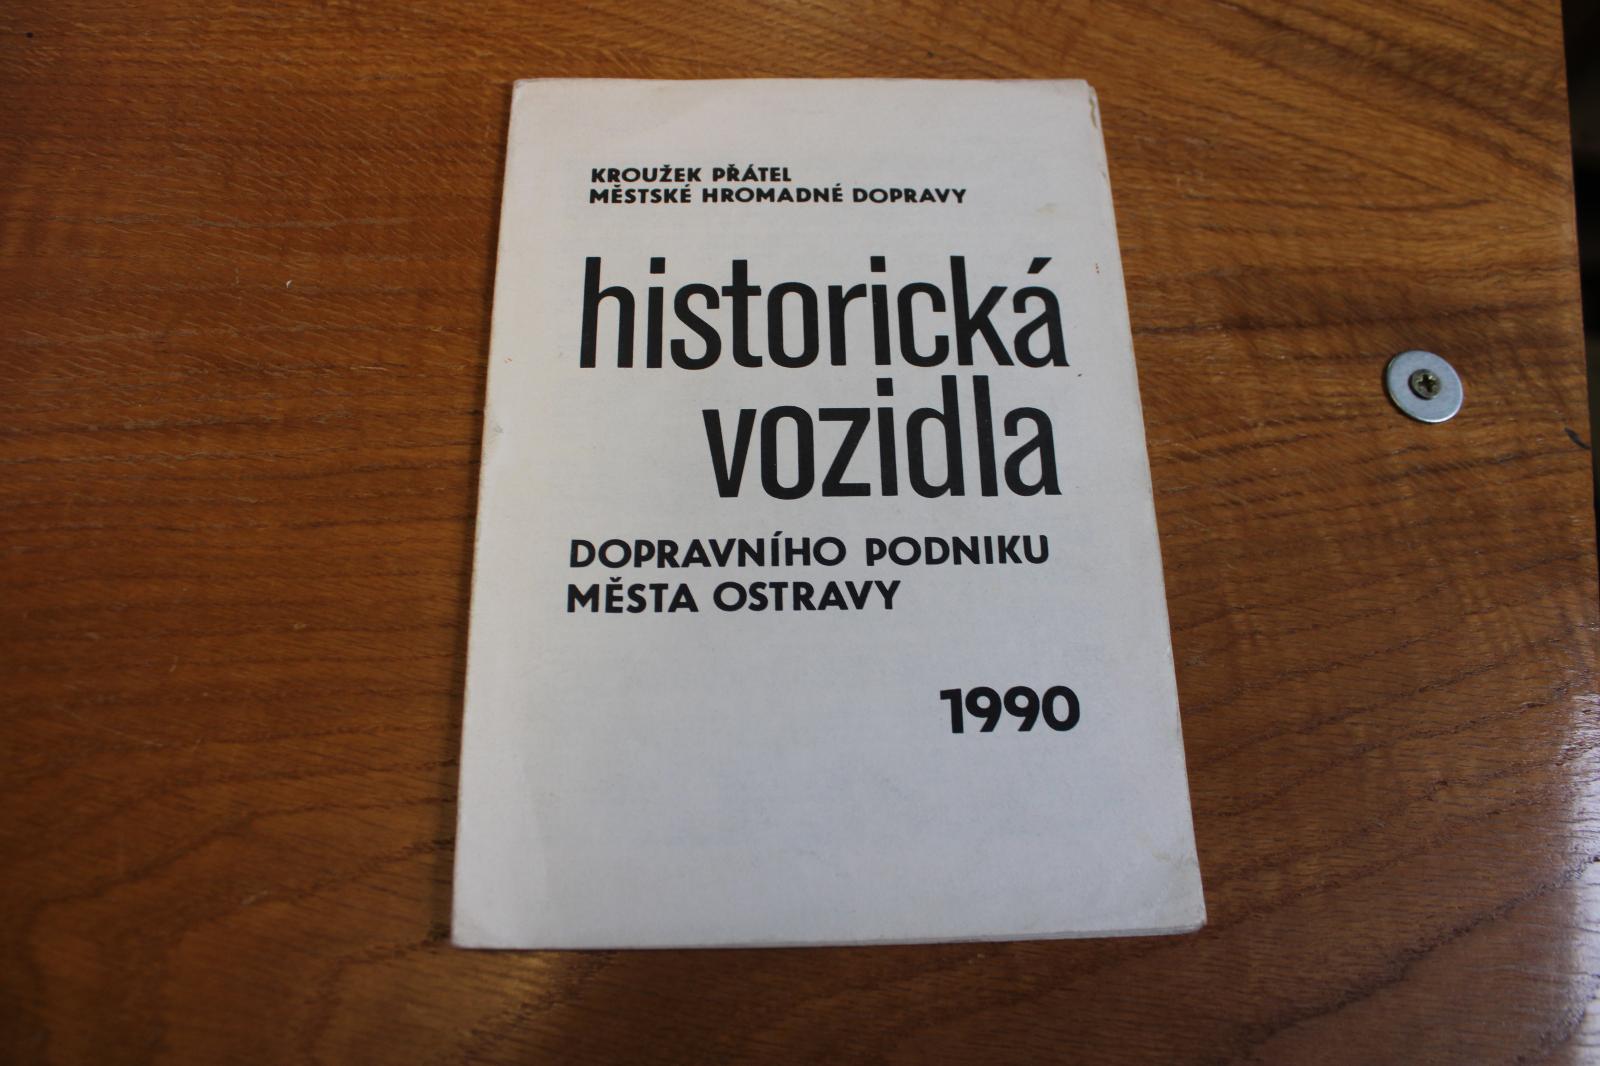 KROUŽEK PŘÁTEL
MĚSTSKÉ HROMADNÉ DOPRAVY
historická
vozidla
DOPRAVNÍHO PODNIKU
MĚSTA OSTRAVY
1990